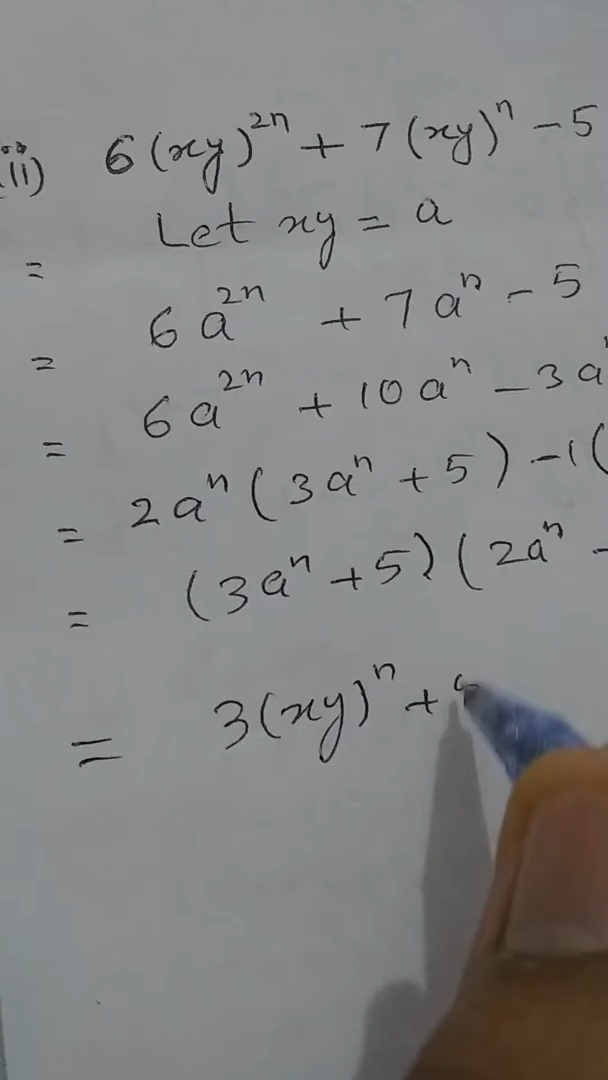 (ii) 6(xy)^{2n} + 7(xy)^n - 5
Let xy = a
=
6a^{2n} + 7a^n - 5
=
6a^{2n} + 10a^n - 3a
=
2a^n (3a^n + 5) - 1(
=
(3a^n + 5)(2a^n -
=
= 3(xy)^n +